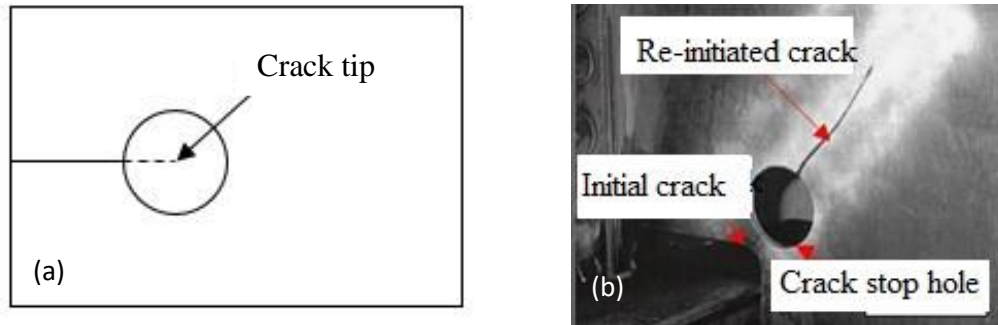 Crack tip
(a)
Re-initiated crack
Initial crack
Crack stop hole
(b)